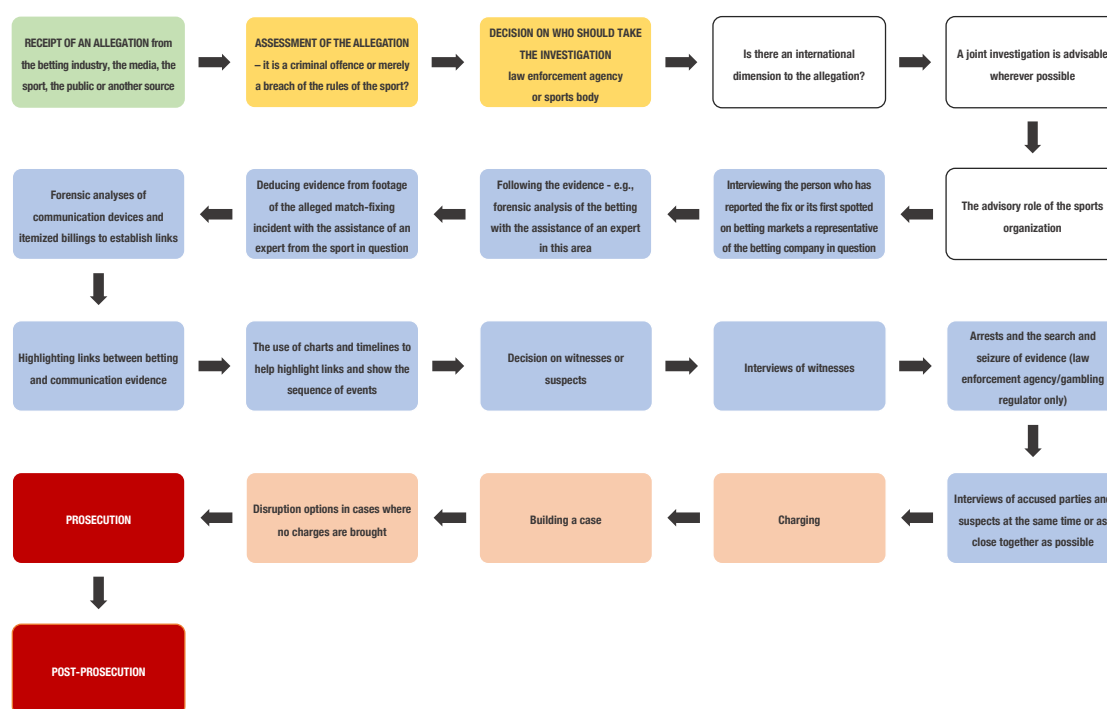 RECEIPT OF AN ALLEGATION from
the betting industry, the media, the
sport, the public or another source
ASSESSMENT OF THE ALLEGATION
– it is a criminal offence or merely
a breach of the rules of the sport?
DECISION ON WHO SHOULD TAKE
THE INVESTIGATION
law enforcement agency
or sports body
Is there an international
dimension to the allegation?
A joint investigation is advisable
wherever possible
The advisory role of the sports
organization
Interviewing the person who has
reported the fix or its first spotted
on betting markets a representative
of the betting company in question
Following the evidence - e.g.,
forensic analysis of the betting
with the assistance of an expert
in this area
Deducing evidence from footage
of the alleged match-fixing
incident with the assistance of an
expert from the sport in question
Forensic analyses of
communication devices and
itemized billings to establish links
Highlighting links between betting
and communication evidence
The use of charts and timelines to
help highlight links and show the
sequence of events
Decision on witnesses or
suspects
Interviews of witnesses
Arrests and the search and
seizure of evidence (law
enforcement agency/gambling
regulator only)
Interviews of accused parties and
suspects at the same time or as
close together as possible
Charging
Building a case
Disruption options in cases where
no charges are brought
PROSECUTION
POST-PROSECUTION